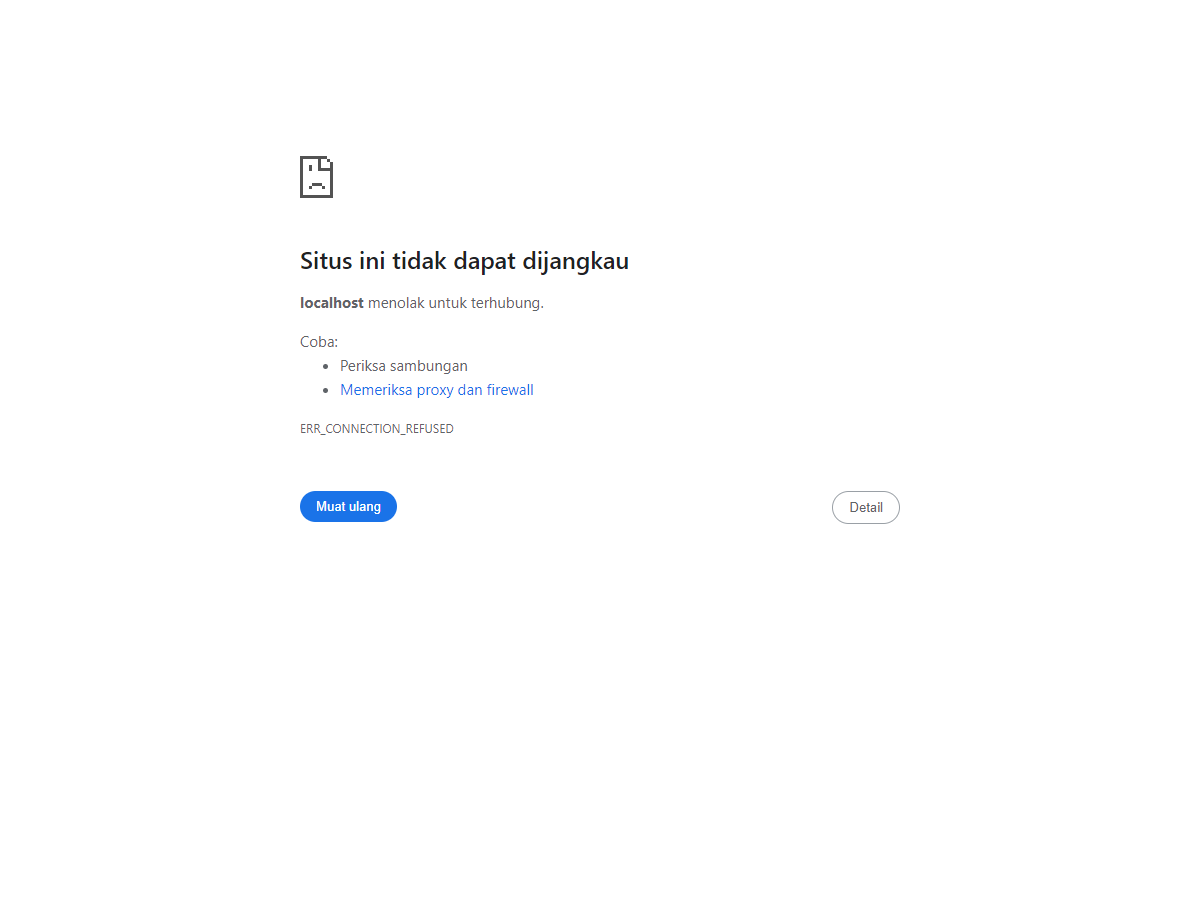 Situs ini tidak dapat dijangkau
localhost menolak untuk terhubung.
Coba:
Periksa sambungan
Memeriksa proxy dan firewall
ERR_CONNECTION_REFUSED
Muat ulang
Detail